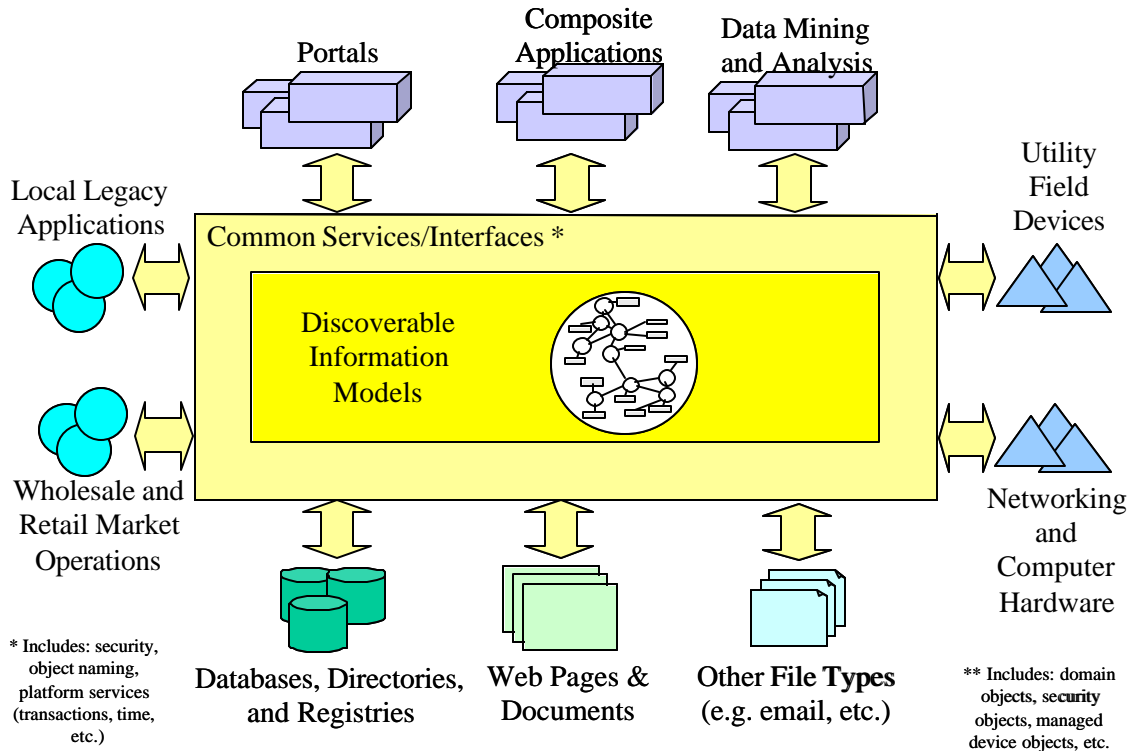 Portals
Composite
Applications
Data Mining
and Analysis
Local Legacy
Applications
Utility
Field
Devices
Common Services/Interfaces *
Discoverable
Information
Models
Wholesale and
Retail Market
Operations
Networking
and
Computer
Hardware
Databases, Directories,
and Registries
Web Pages &
Documents
Other File Types
(e.g. email, etc.)
* Includes: security,
object naming,
platform services
(transactions, time,
etc.)
** Includes: domain
objects, security
objects, managed
device objects, etc.